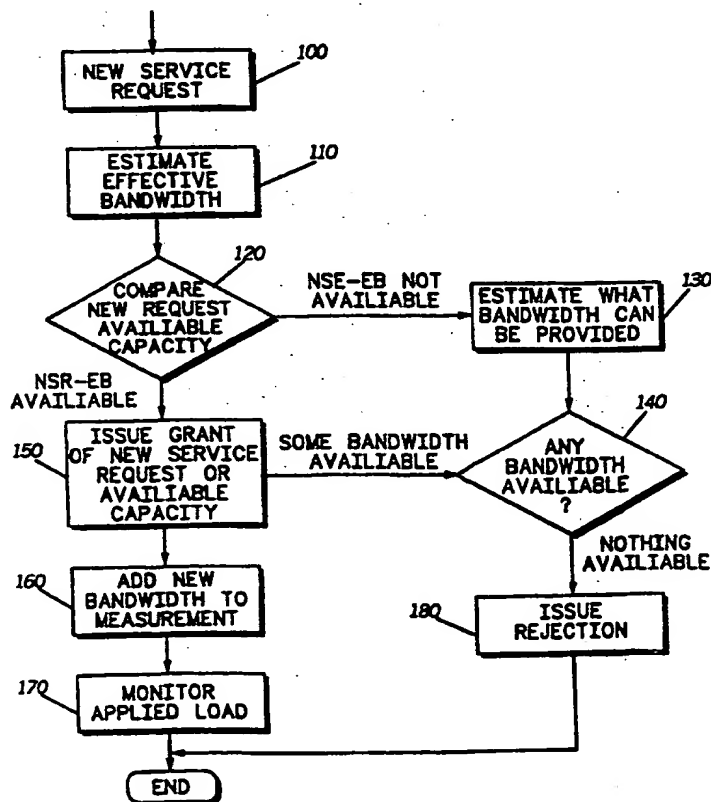 100
NEW SERVICE
REQUEST
110
ESTIMATE
EFFECTIVE
BANDWIDTH
120
COMPARE
NEW REQUEST
AVAILIABLE
CAPACITY
NSE-EB NOT
AVAILIABLE
130
ESTIMATE WHAT
BANDWIDTH CAN
BE PROVIDED
NSR-EB
AVAILIABLE
140
ANY
BANDWIDTH
AVAILIABLE
?
150
ISSUE GRANT
OF NEW SERVICE
REQUEST OR
AVAILIABLE
CAPACITY
SOME BANDWIDTH
AVAILIABLE
NOTHING
AVAILIABLE
160
ADD NEW
BANDWIDTH TO
MEASUREMENT
180
ISSUE
REJECTION
170
MONITOR
APPLIED LOAD
END